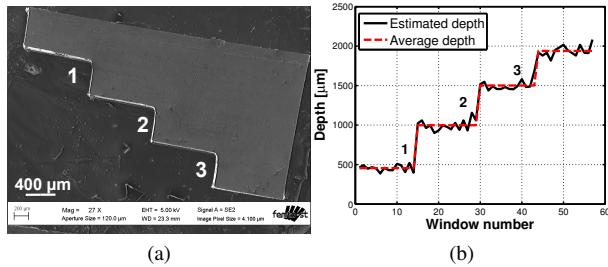 1
2
3
400 µm
200 µm
Mag = 27 X
EHT = 5.00 kV
Signal A = SE2
Aperture Size = 120.0 µm
WD = 23.3 mm
Image Pixel Size = 4.100 µm
(a)
Estimated depth
Average depth
Depth [µm]
2000
1500
1000
500
0
1
2
3
0 10 20 30 40 50 60
Window number
(b)